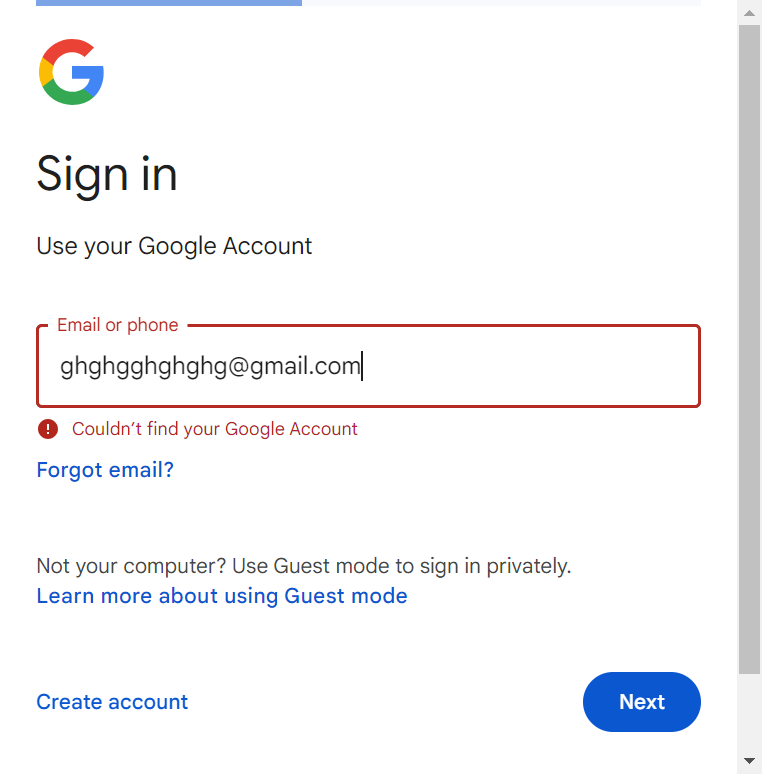 Sign in
Use your Google Account
Email or phone
ghghgghghghg@gmail.com
Couldn’t find your Google Account
Forgot email?
Not your computer? Use Guest mode to sign in privately.
Learn more about using Guest mode
Create account
Next